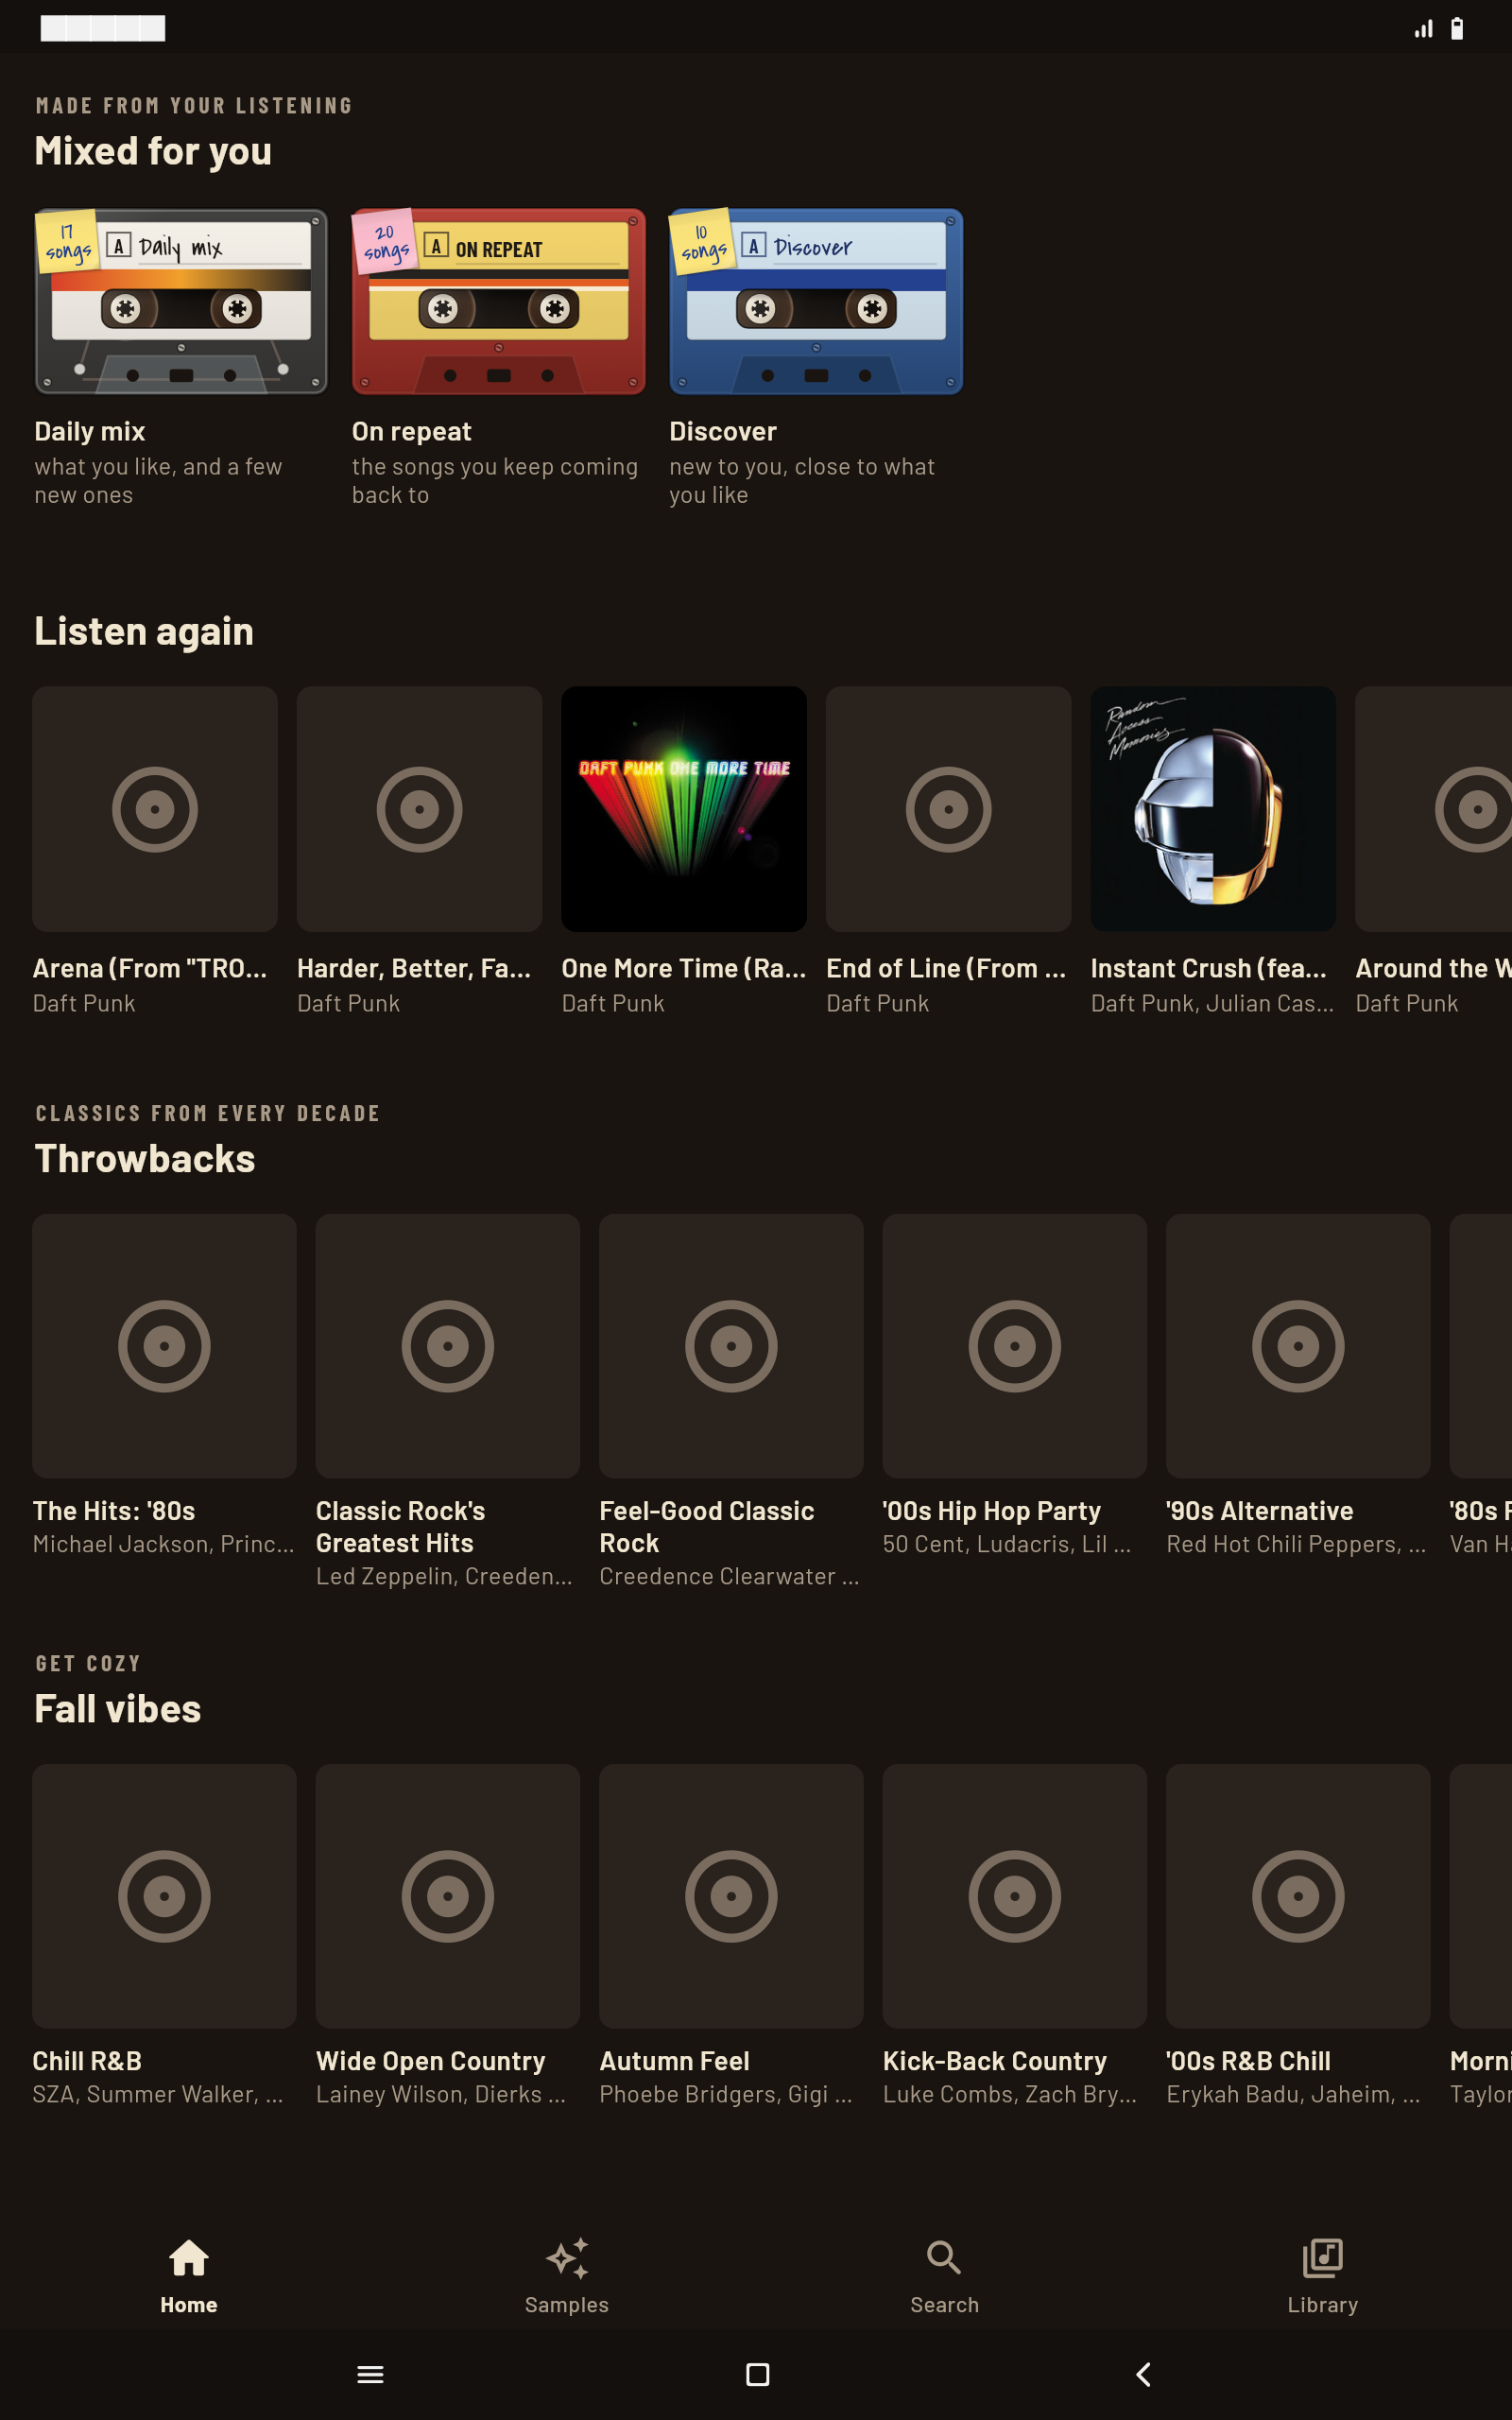 MADE FROM YOUR LISTENING
Mixed for you
17 songs
A Daily mix
20 songs
A ON REPEAT
10 songs
A Discover
Daily mix
what you like, and a few
new ones
On repeat
the songs you keep coming
back to
Discover
new to you, close to what
you like
Listen again
DAFT PUNK ONE MORE TIME
Random
Access
Memories
Arena (From "TRO...
Daft Punk
Harder, Better, Fa...
Daft Punk
One More Time (Ra...
Daft Punk
End of Line (From ...
Daft Punk
Instant Crush (fea...
Daft Punk, Julian Cas...
Around the W
Daft Punk
CLASSICS FROM EVERY DECADE
Throwbacks
The Hits: '80s
Michael Jackson, Princ...
Classic Rock's
Greatest Hits
Led Zeppelin, Creeden...
Feel-Good Classic
Rock
Creedence Clearwater ...
'00s Hip Hop Party
50 Cent, Ludacris, Lil ...
'90s Alternative
Red Hot Chili Peppers, ...
'80s
Van
GET COZY
Fall vibes
Chill R&B
SZA, Summer Walker, ...
Wide Open Country
Lainey Wilson, Dierks ...
Autumn Feel
Phoebe Bridgers, Gigi ...
Kick-Back Country
Luke Combs, Zach Bry...
'00s R&B Chill
Erykah Badu, Jaheim, ...
Morni
Taylor
Home
Samples
Search
Library